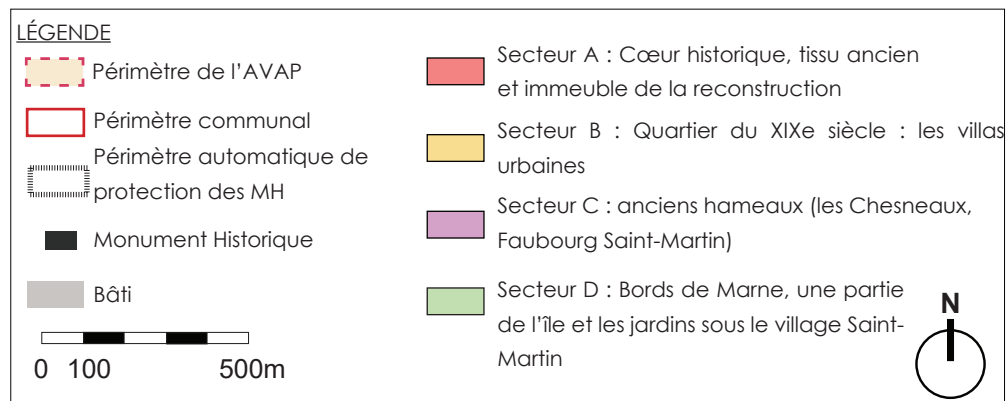 LÉGENDE
Périmètre de l'AVAP
Périmètre communal
Périmètre automatique de
protection des MH
Monument Historique
Bâti
0 100 500m
Secteur A : Cœur historique, tissu ancien
et immeuble de la reconstruction
Secteur B : Quartier du XIXe siècle : les villas
urbaines
Secteur C : anciens hameaux (les Chesneaux,
Faubourg Saint-Martin)
Secteur D : Bords de Marne, une partie
de l'île et les jardins sous le village Saint-
Martin
N